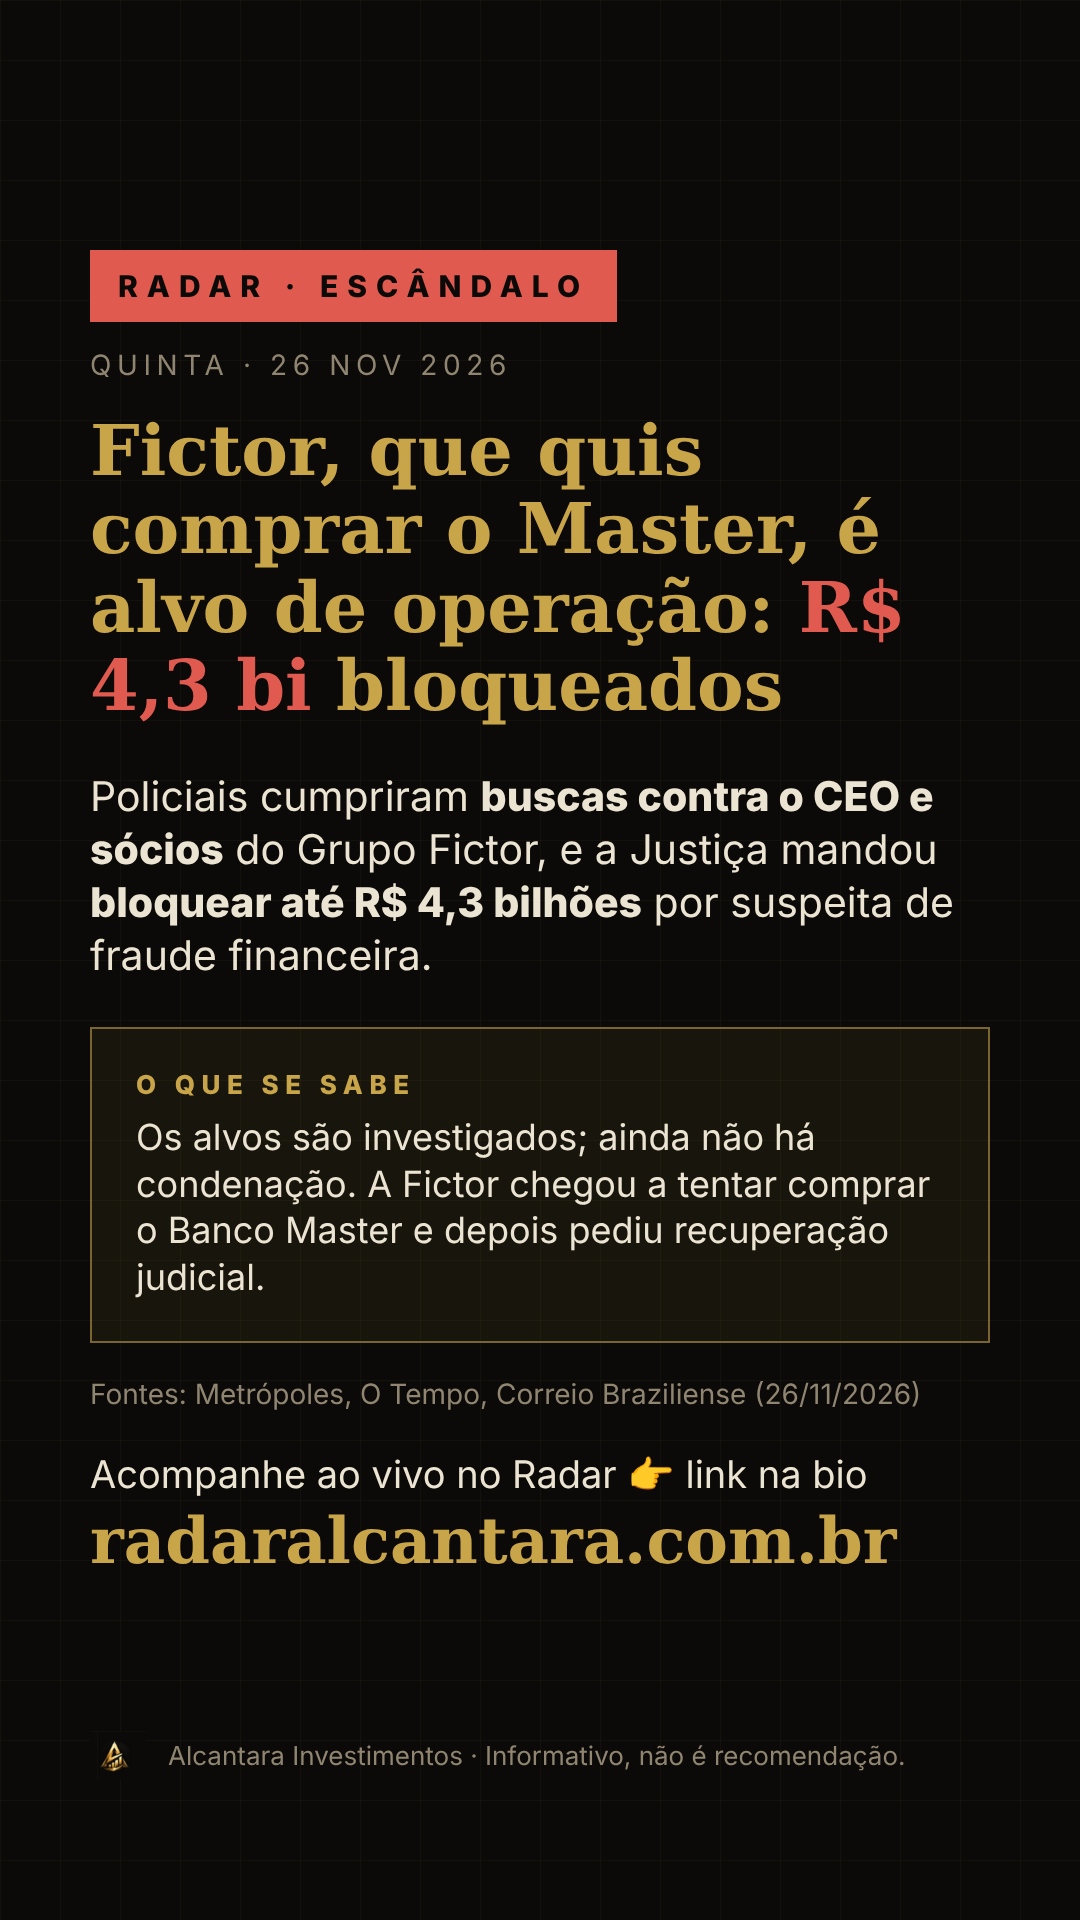 RADAR · ESCÂNDALO
QUINTA · 26 NOV 2026
Fictor, que quis
comprar o Master, é
alvo de operação: R$
4,3 bi bloqueados
Policiais cumpriram buscas contra o CEO e
sócios do Grupo Fictor, e a Justiça mandou
bloquear até R$ 4,3 bilhões por suspeita de
fraude financeira.
O QUE SE SABE
Os alvos são investigados; ainda não há
condenação. A Fictor chegou a tentar comprar
o Banco Master e depois pediu recuperação
judicial.
Fontes: Metrópoles, O Tempo, Correio Braziliense (26/11/2026)
Acompanhe ao vivo no Radar 👉 link na bio
radaralcantara.com.br
Alcantara Investimentos · Informativo, não é recomendação.